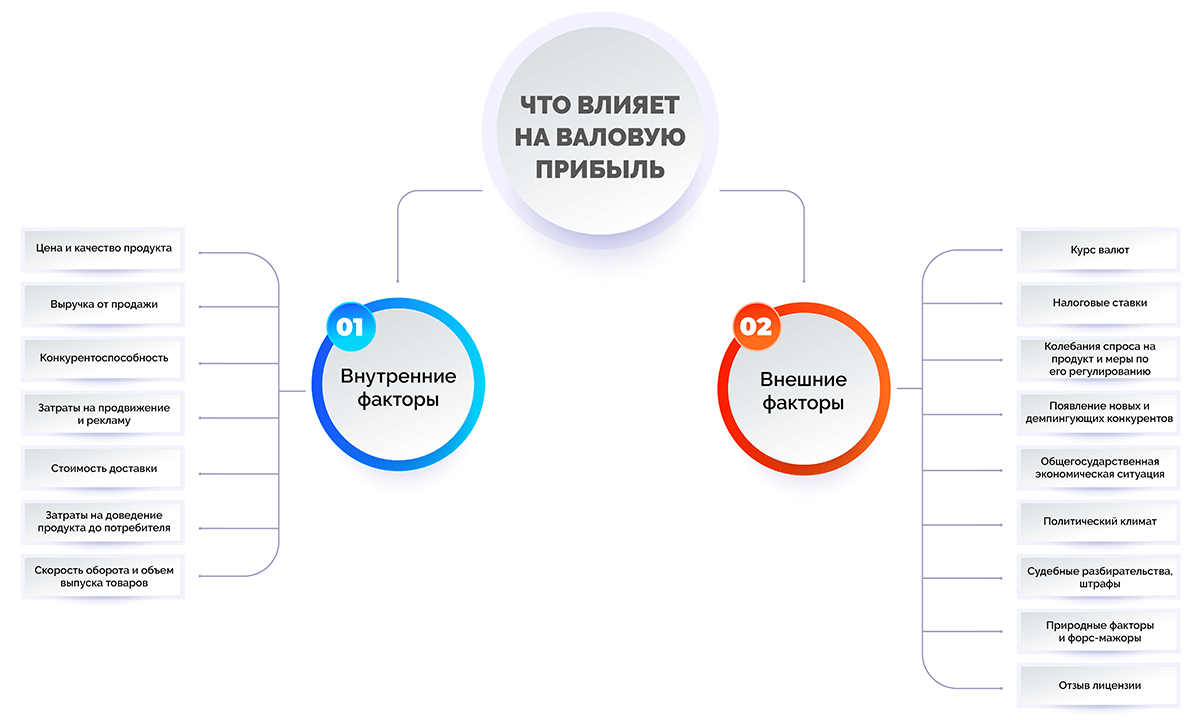 ЧТО ВЛИЯЕТ
НА ВАЛОВУЮ
ПРИБЫЛЬ
01
Внутренние
факторы
Цена и качество продукта
Выручка от продажи
Конкурентоспособность
Затраты на продвижение
и рекламу
Стоимость доставки
Затраты на доведение
продукта до потребителя
Скорость оборота и объем
выпуска товаров
02
Внешние
факторы
Курс валют
Налоговые ставки
Колебания спроса на
продукт и меры по
его регулированию
Появление новых и
демпингующих конкурентов
Общегосударственная
экономическая ситуация
Политический климат
Судебные разбирательства,
штрафы
Природные факторы
и форс-мажоры
Отзыв лицензии